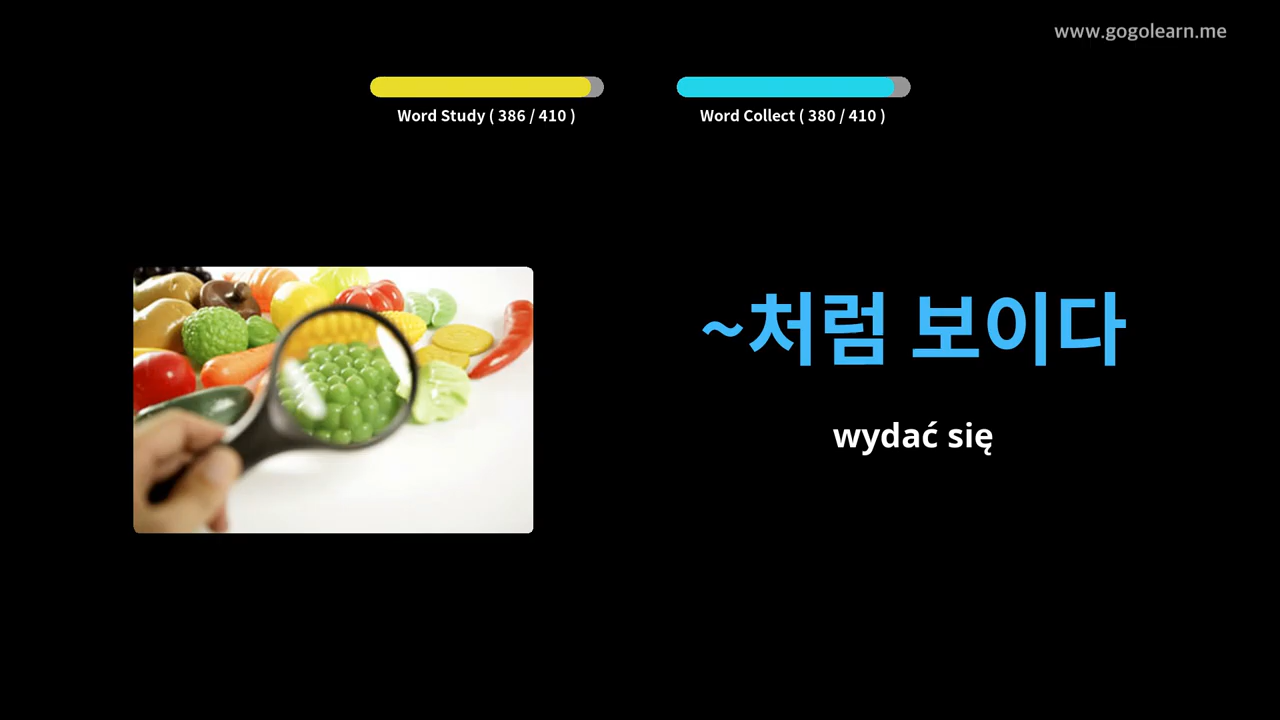 www.gogolearn.me
Word Study ( 386 / 410 )
Word Collect ( 380 / 410 )
~처럼 보이다
wydać się